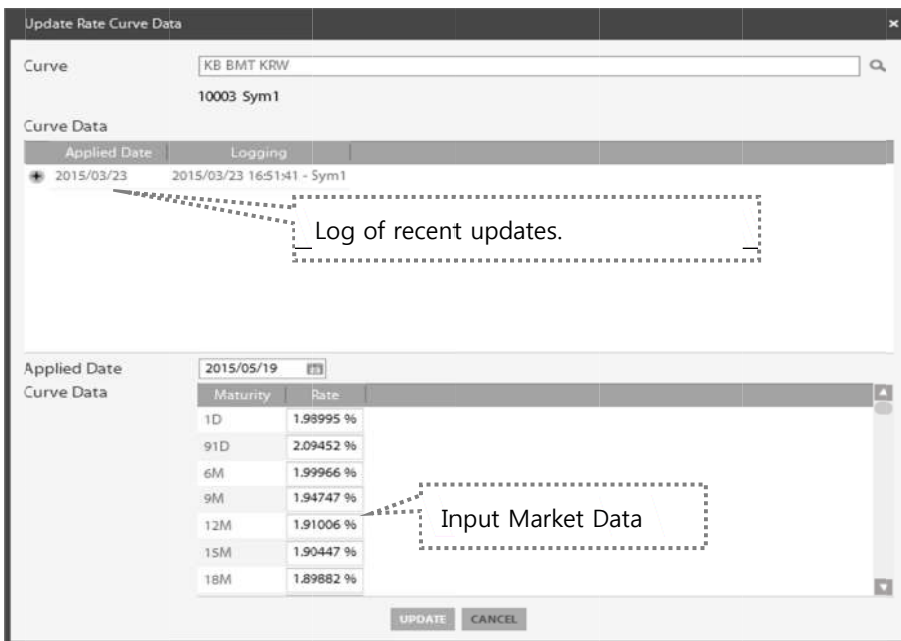 Update Rate Curve Data
Curve KB BMT KRW
10003 Sym1
Curve Data
Applied Date Logging
2015/03/23 2015/03/23 16:51:41 - Sym1
Log of recent updates.
Applied Date 2015/05/19
Curve Data Maturity Rate
1D 1.98995 %
91D 2.09452 %
6M 1.99966 %
9M 1.94747 %
12M 1.91006 %
Input Market Data
15M 1.90447 %
18M 1.89882 %
UPDATE CANCEL